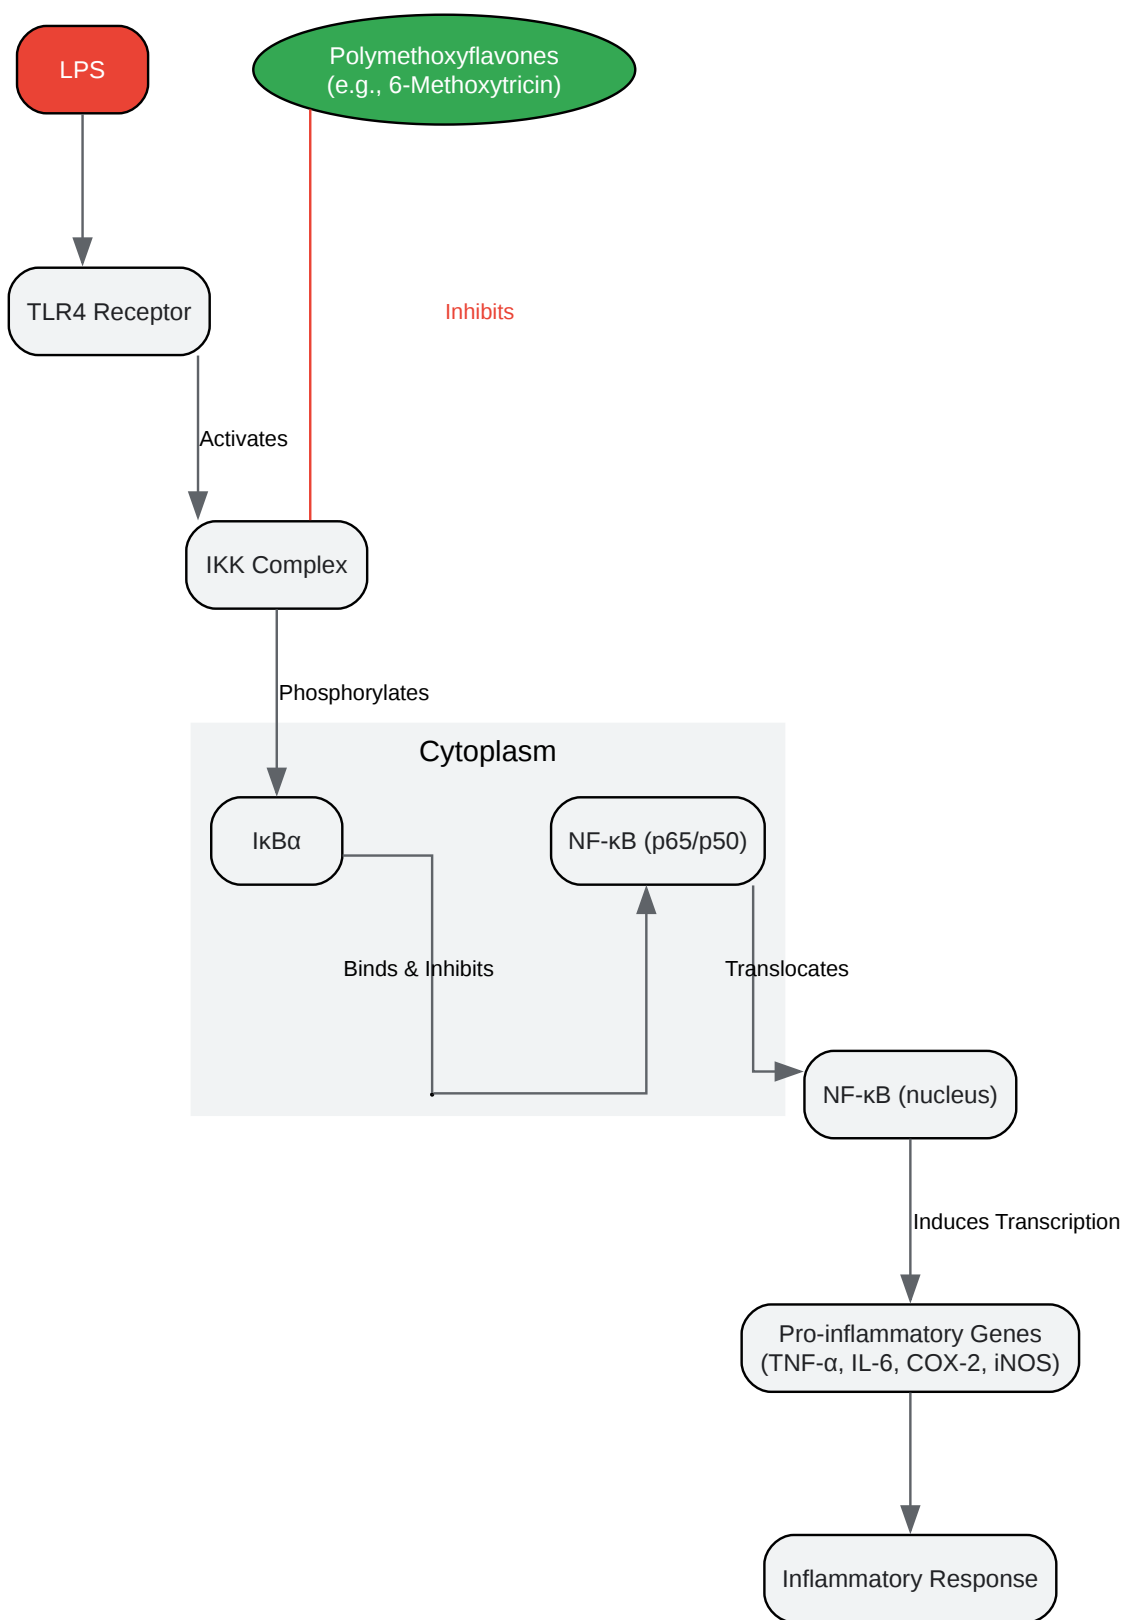 LPS
Polymethoxyflavones
(e.g., 6-Methoxytricin)
TLR4 Receptor
Inhibits
Activates
IKK Complex
Phosphorylates
Cytoplasm
IκBα
NF-κB (p65/p50)
Binds & Inhibits
Translocates
NF-κB (nucleus)
Induces Transcription
Pro-inflammatory Genes
(TNF-α, IL-6, COX-2, iNOS)
Inflammatory Response